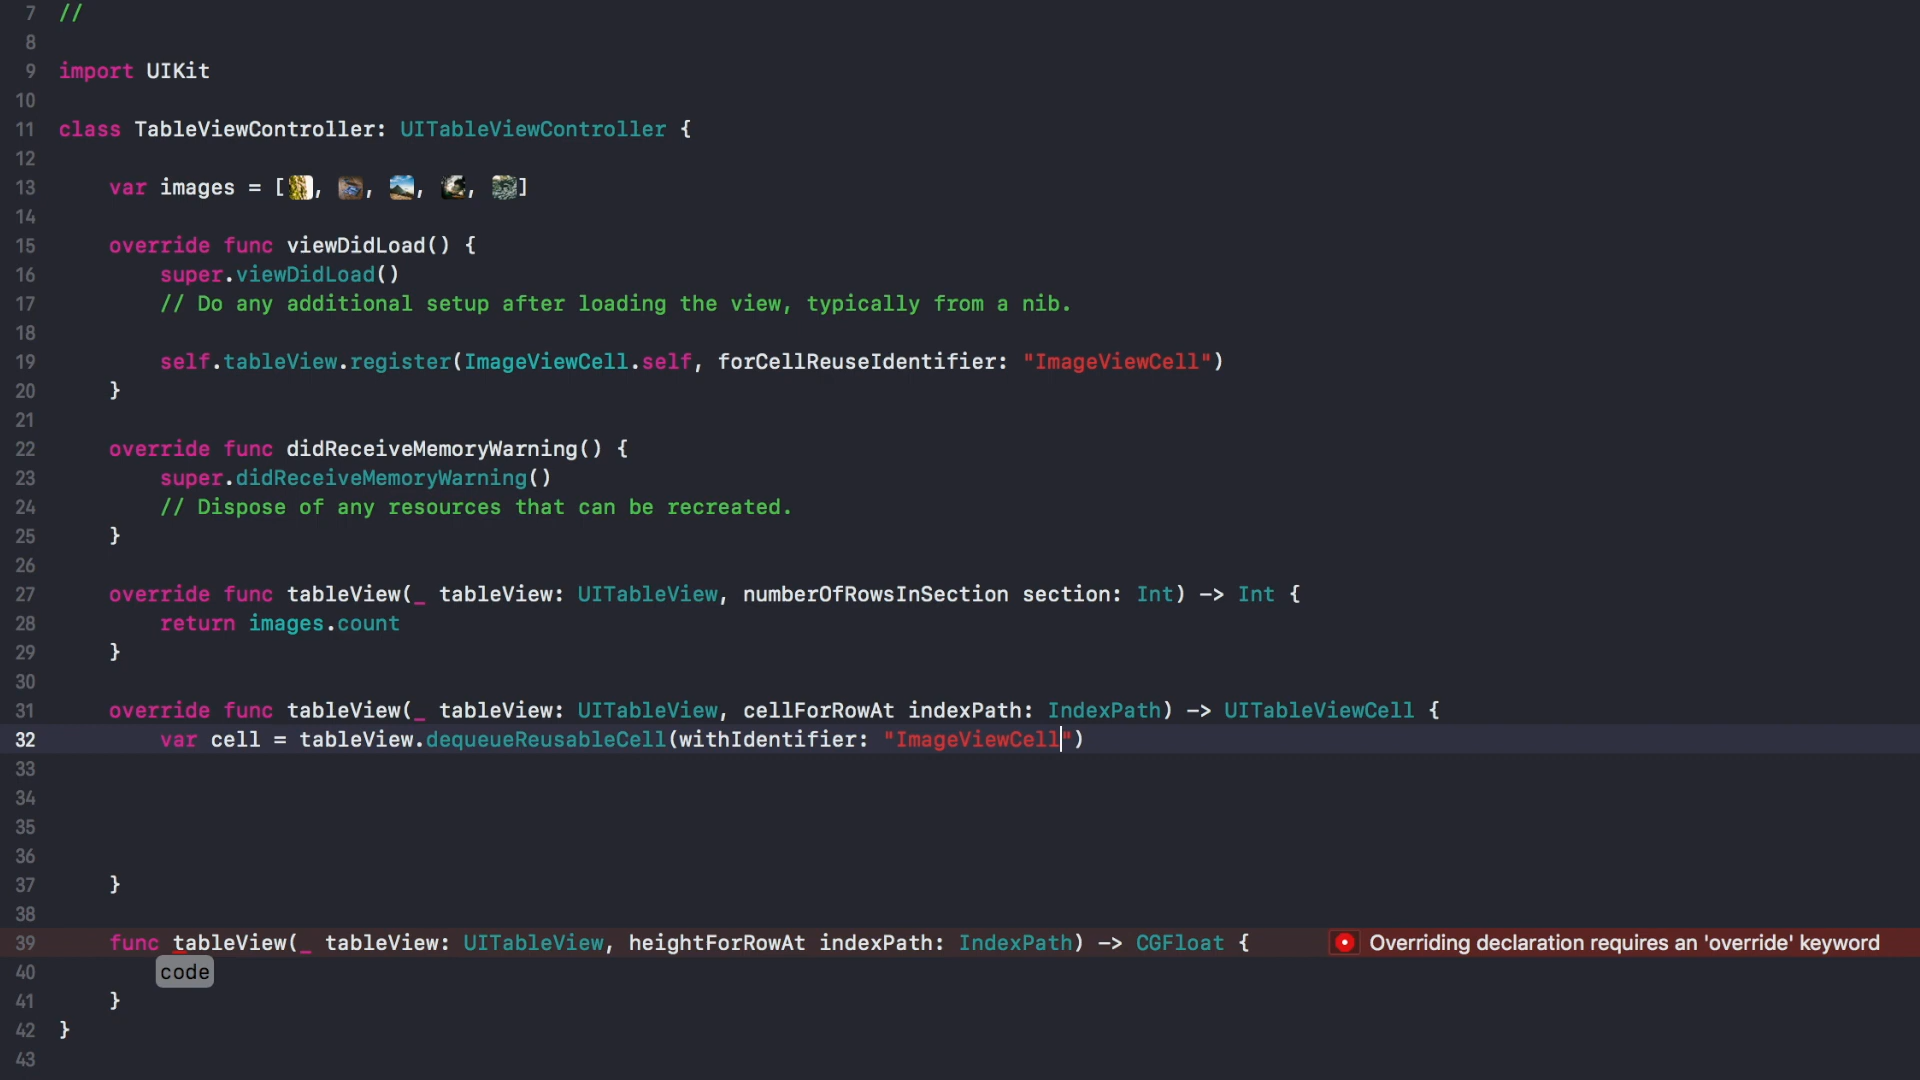 7 //
8
9 import UIKit
10
11 class TableViewController: UITableViewController {
12
13 var images = [, , , , ]
14
15 override func viewDidLoad() {
16 super.viewDidLoad()
17 // Do any additional setup after loading the view, typically from a nib.
18
19 self.tableView.register(ImageViewCell.self, forCellReuseIdentifier: "ImageViewCell")
20 }
21
22 override func didReceiveMemoryWarning() {
23 super.didReceiveMemoryWarning()
24 // Dispose of any resources that can be recreated.
25 }
26
27 override func tableView(_ tableView: UITableView, numberOfRowsInSection section: Int) -> Int {
28 return images.count
29 }
30
31 override func tableView(_ tableView: UITableView, cellForRowAt indexPath: IndexPath) -> UITableViewCell {
32 var cell = tableView.dequeueReusableCell(withIdentifier: "ImageViewCell")
33
34
35
36
37 }
38
39 func tableView(_ tableView: UITableView, heightForRowAt indexPath: IndexPath) -> CGFloat { Overriding declaration requires an 'override' keyword
40 code
41 }
42 }
43